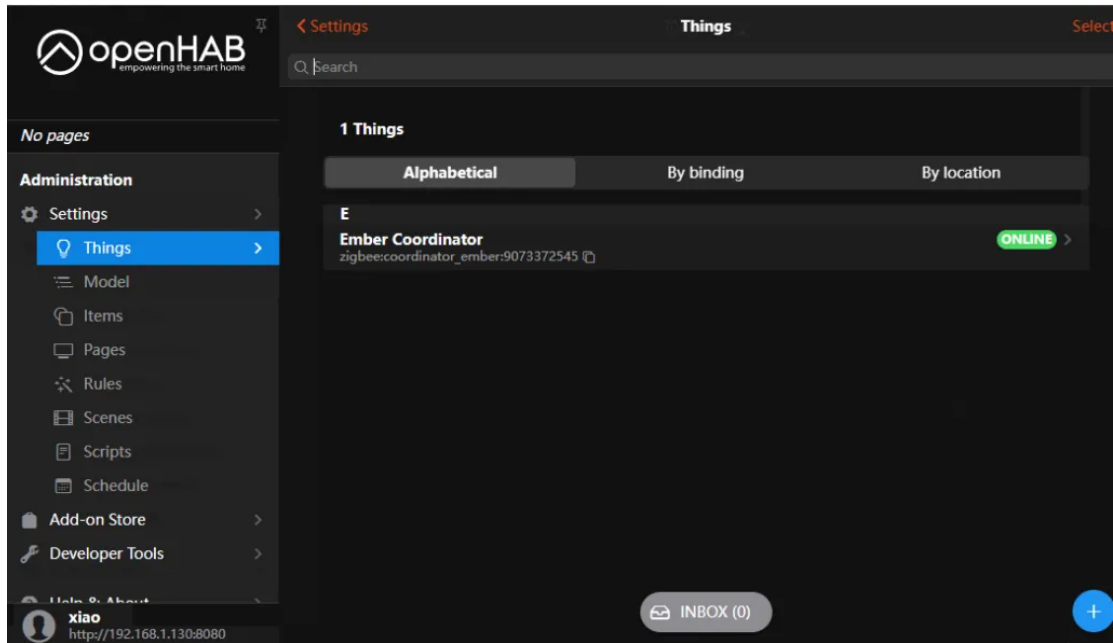 openHAB
empowering the smart home
No pages
Administration
Settings
Things
Model
Items
Pages
Rules
Scenes
Scripts
Schedule
Add-on Store
Developer Tools
Help & About
xiao
http://192.168.1.130:8080
Settings
Things
Select
Search
1 Things
Alphabetical By binding By location
E
Ember Coordinator ONLINE
zigbee:coordinator_ember:9073372545
INBOX (0)
+